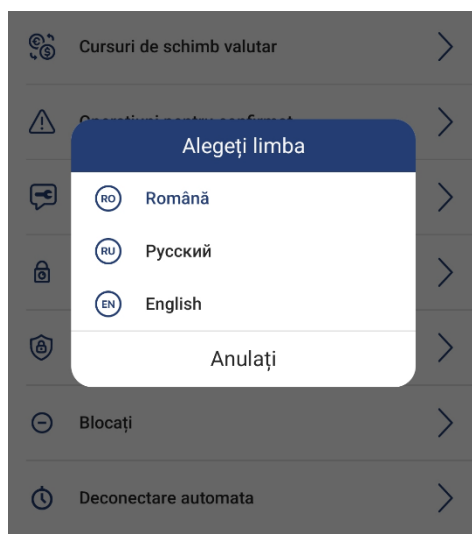 Cursuri de schimb valutar
Alegeți limba
RO Română
RU Русский
EN English
Anulați
Blocați
Deconectare automata